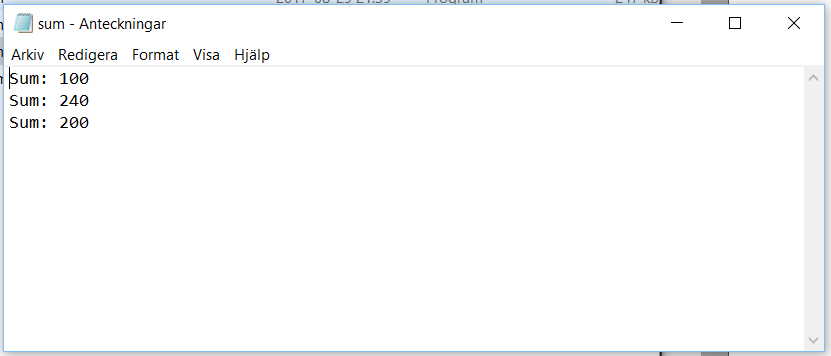 sum - Anteckningar
Arkiv Redigera Format Visa Hjälp
Sum: 100
Sum: 240
Sum: 200